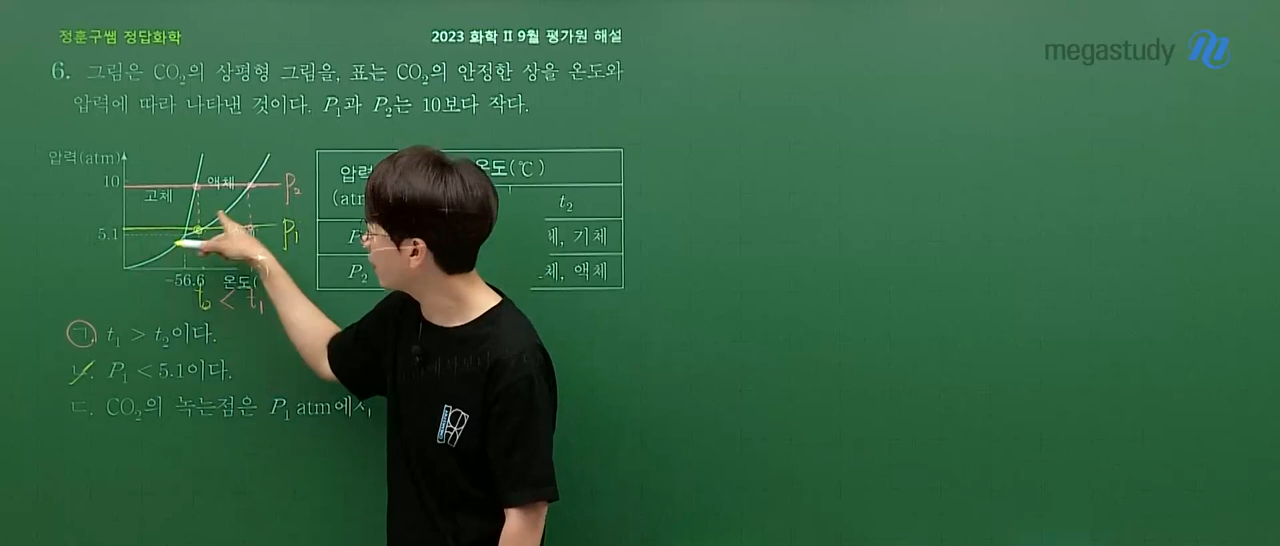 정훈구쌤 정답화학
2023 화학 II 9월 평가원 해설
megastudy
6. 그림은 CO₂의 상평형 그림을, 표는 CO₂의 안정한 상을 온도와
압력에 따라 나타낸 것이다. P₁과 P₂는 10보다 작다.
압력(atm)
10
고체
액체
P₂
5.1
P₁
-56.6
온도(
t₂ < t₁
압력
온도(℃)
t₂
기체
P₂
액체
ㄱ. t₁ > t₂이다.
ㄴ. P₁ < 5.1이다.
ㄷ. CO₂의 녹는점은 P₁ atm에서
CHEMISTRY